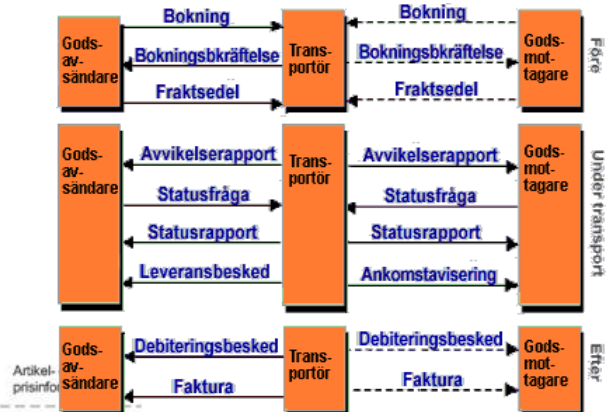 Bokning
Bokning
Gods-
av-
sändare
Trans-
portör
Gods-
mot-
tagare
Före
Bokningsbkräftelse
Bokningsbkräftelse
Fraktsedel
Fraktsedel
Gods-
av-
sändare
Trans-
portör
Gods-
mot-
tagare
Under transport
Avvikelserapport
Avvikelserapport
Statusfråga
Statusfråga
Statusrapport
Statusrapport
Leveransbesked
Ankomstavisering
Gods-
av-
sändare
Trans-
portör
Gods-
mot-
tagare
Efter
Debiteringsbesked
Debiteringsbesked
Faktura
Faktura
Artikel-
prisinfor